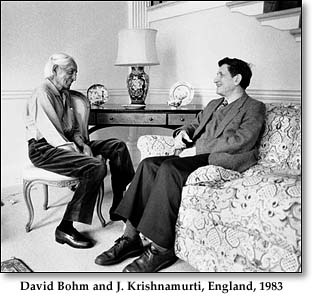 David Bohm and J. Krishnamurti, England, 1983